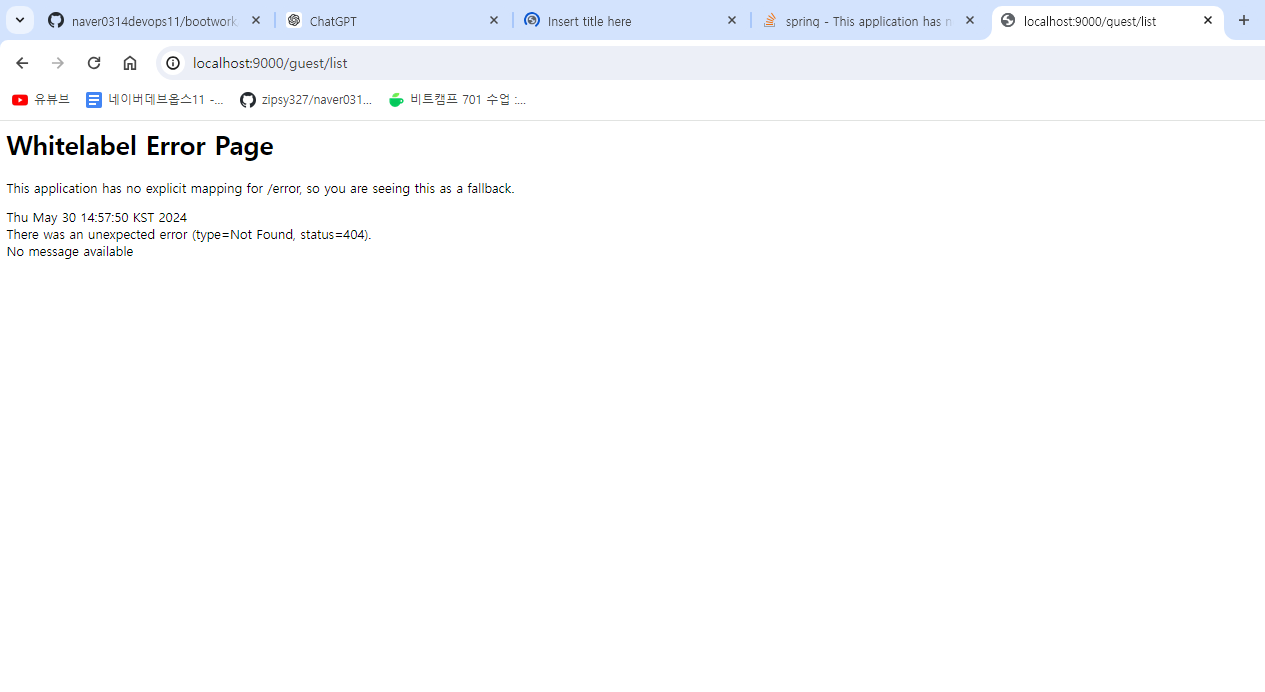 naver0314devops11/bootwork
ChatGPT
Insert title here
spring - This application has n
localhost:9000/guest/list
localhost:9000/guest/list
유튜브
네이버데브옵스11 -...
zipsy327/naver031...
비트캠프 701 수업 :...
Whitelabel Error Page
This application has no explicit mapping for /error, so you are seeing this as a fallback.
Thu May 30 14:57:50 KST 2024
There was an unexpected error (type=Not Found, status=404).
No message available